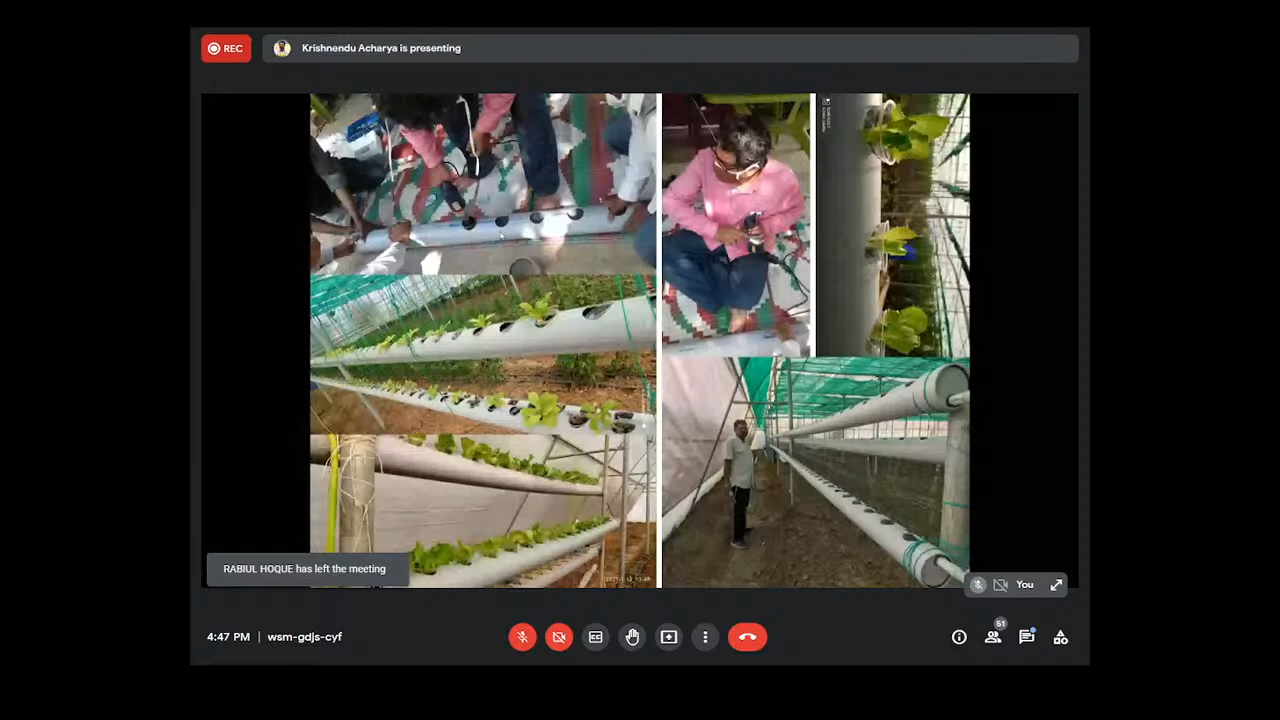 REC
Krishnendu Acharya is presenting
RABIUL HOQUE has left the meeting
You
4:47 PM | wsm-gdjs-cyf
51